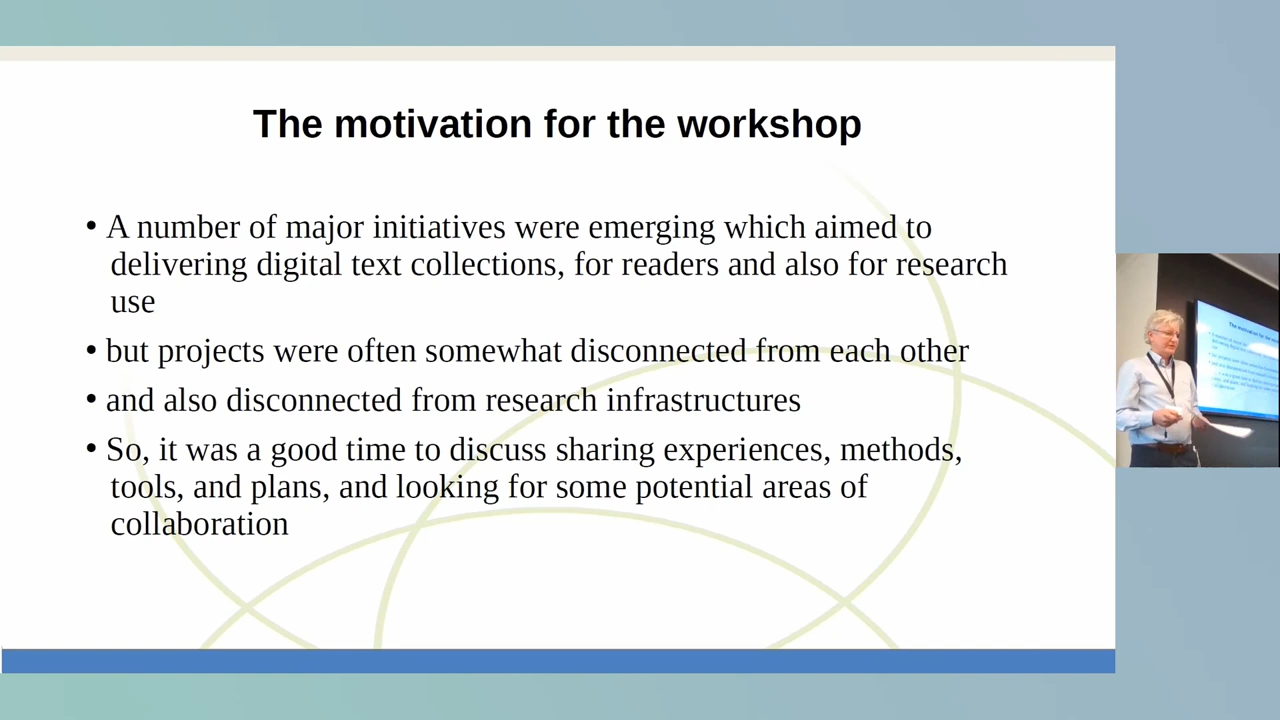 The motivation for the workshop
• A number of major initiatives were emerging which aimed to
delivering digital text collections, for readers and also for research
use
• but projects were often somewhat disconnected from each other
• and also disconnected from research infrastructures
• So, it was a good time to discuss sharing experiences, methods,
tools, and plans, and looking for some potential areas of
collaboration